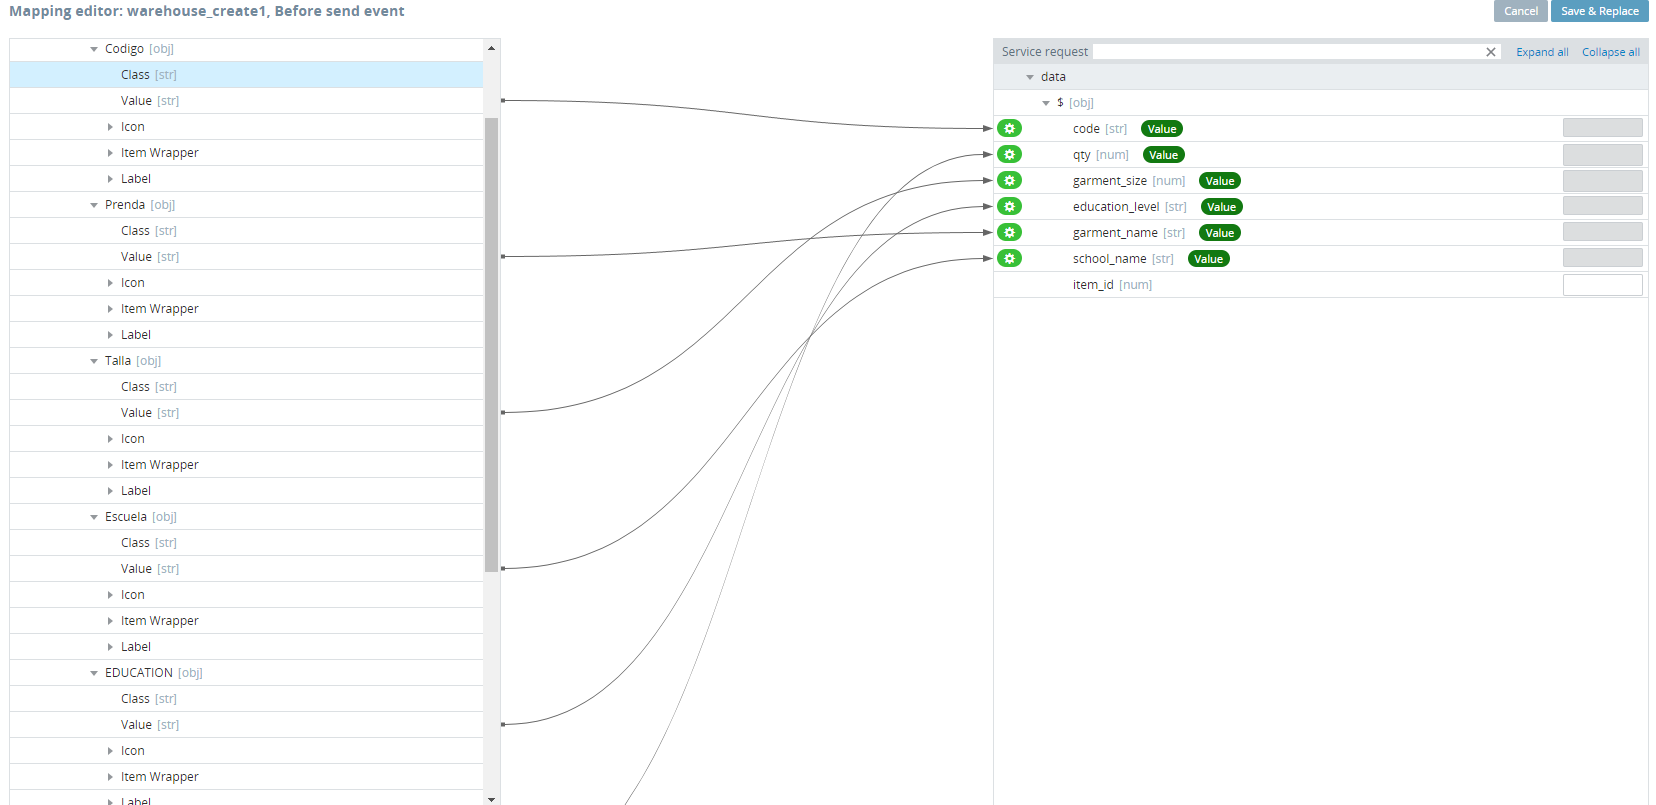 Mapping editor: warehouse_create1, Before send event
Cancel
Save & Replace
Codigo [obj]
Class [str]
Value [str]
Icon
Item Wrapper
Label
Prenda [obj]
Class [str]
Value [str]
Icon
Item Wrapper
Label
Talla [obj]
Class [str]
Value [str]
Icon
Item Wrapper
Label
Escuela [obj]
Class [str]
Value [str]
Icon
Item Wrapper
Label
EDUCATION [obj]
Class [str]
Value [str]
Icon
Item Wrapper
Label
Service request
Expand all
Collapse all
data
$ [obj]
code [str] Value
qty [num] Value
garment_size [num] Value
education_level [str] Value
garment_name [str] Value
school_name [str] Value
item_id [num]